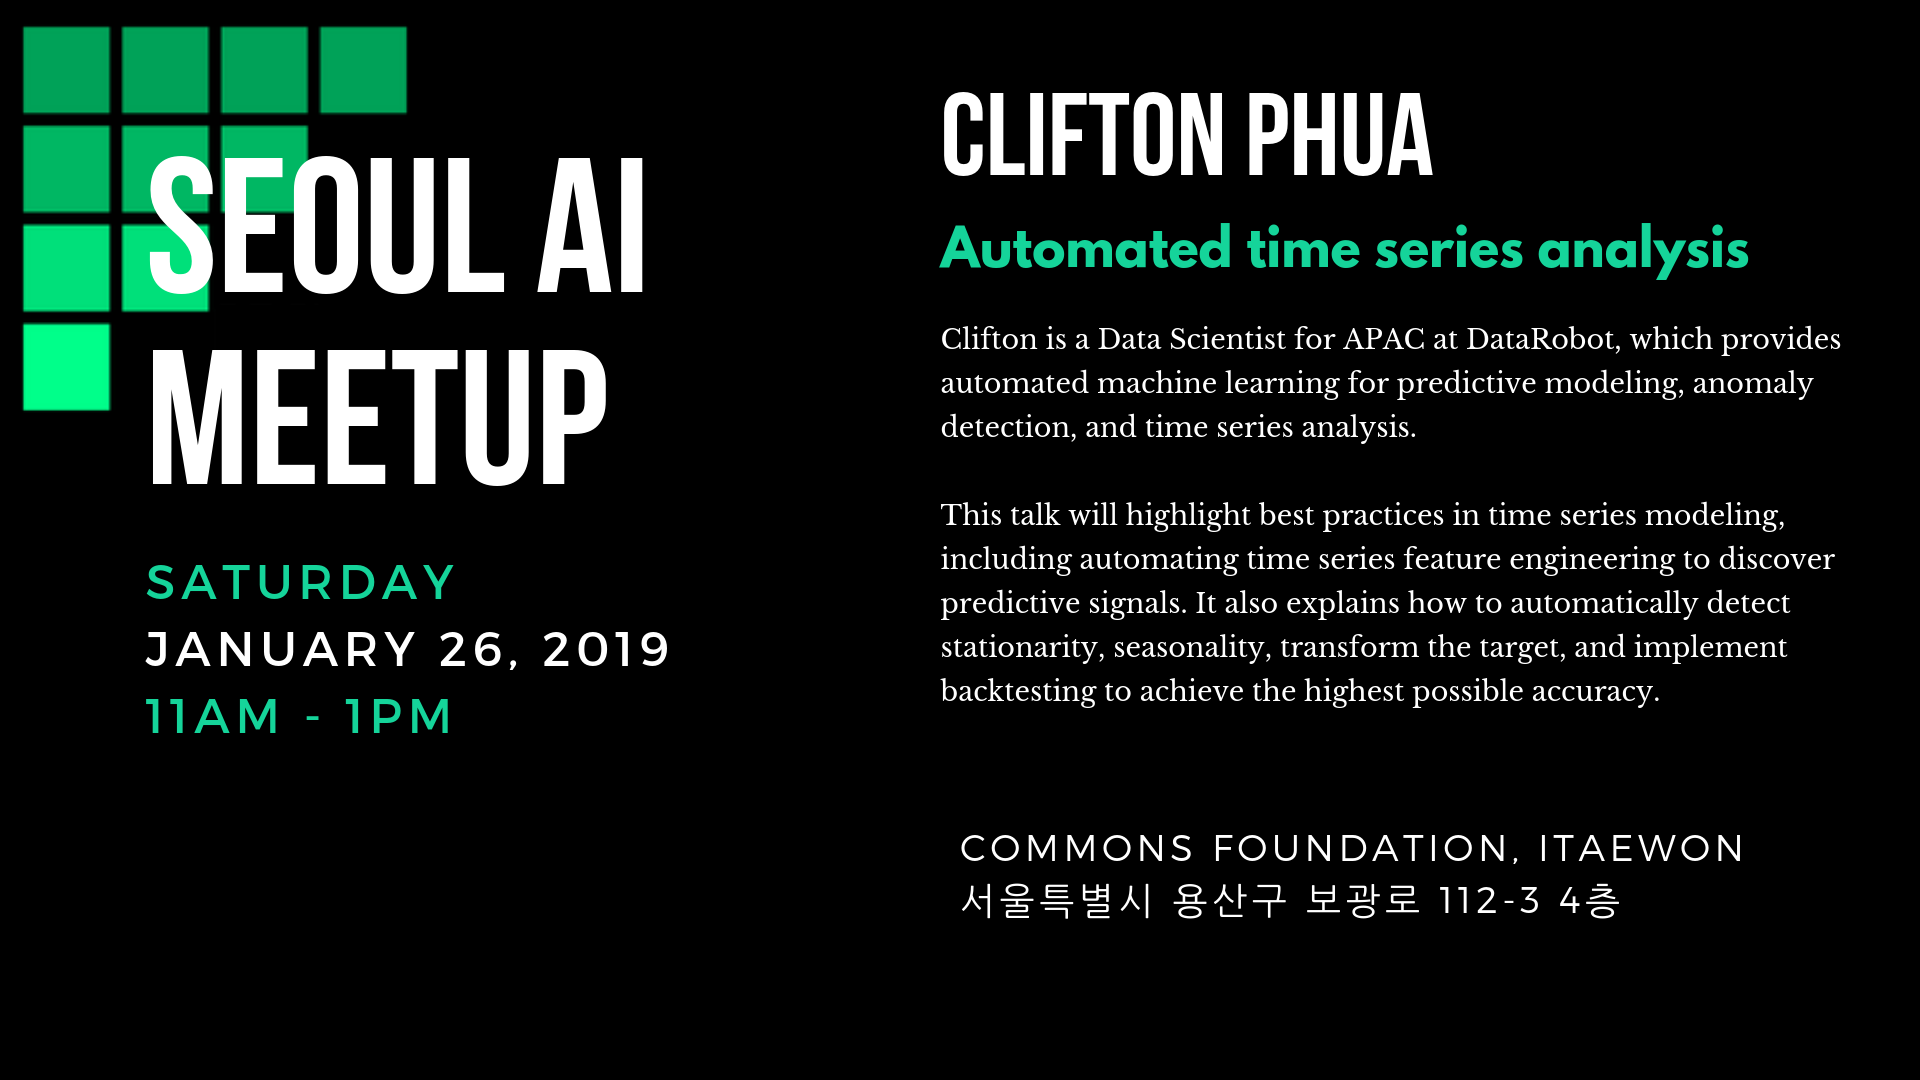 SEOUL AI
MEETUP
SATURDAY
JANUARY 26, 2019
11AM - 1PM
CLIFTON PHUA
Automated time series analysis
Clifton is a Data Scientist for APAC at DataRobot, which provides
automated machine learning for predictive modeling, anomaly
detection, and time series analysis.
This talk will highlight best practices in time series modeling,
including automating time series feature engineering to discover
predictive signals. It also explains how to automatically detect
stationarity, seasonality, transform the target, and implement
backtesting to achieve the highest possible accuracy.
COMMONS FOUNDATION, ITAEWON
서울특별시 용산구 보광로 112-3 4층